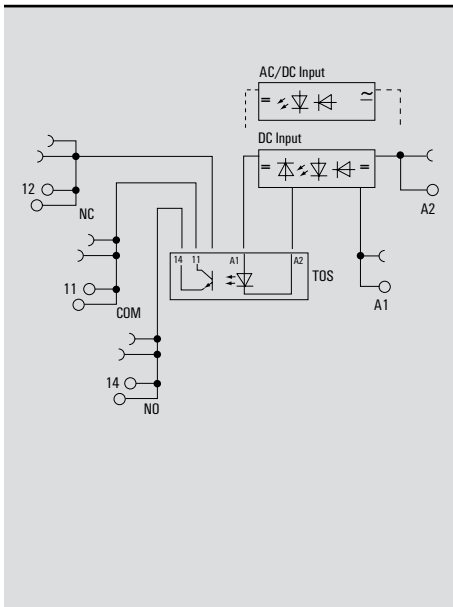 AC/DC Input
= ≃
DC Input
= =
12
NC
A2
14 11 A1 A2
TOS
11
COM
A1
14
NO